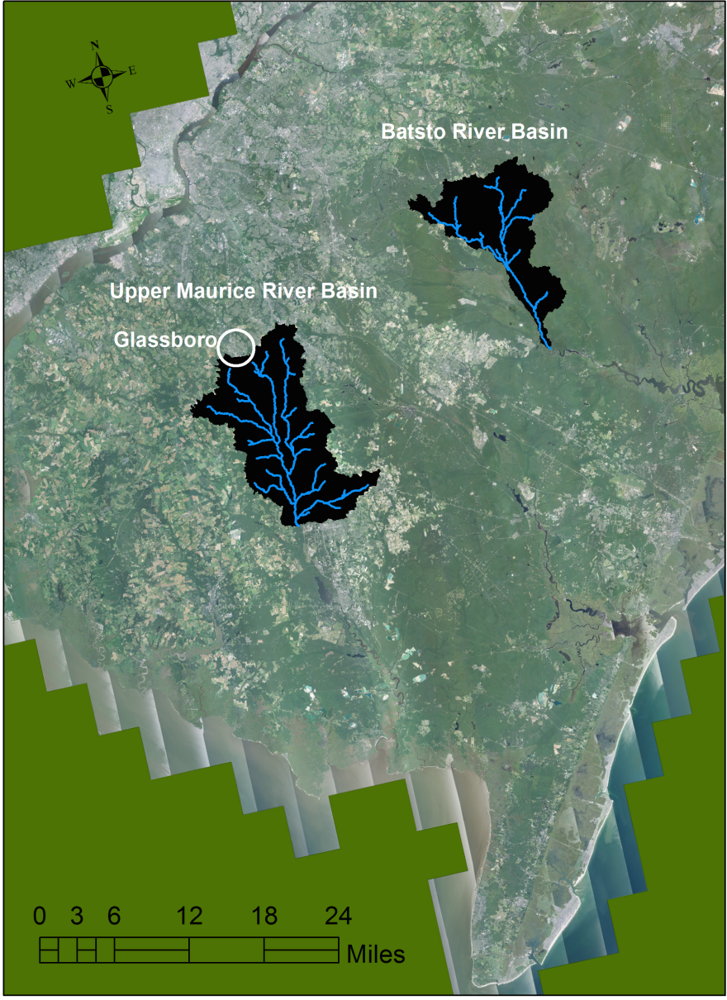 N
W E
S
Batsto River Basin
Upper Maurice River Basin
Glassboro
0 3 6 12 18 24
Miles